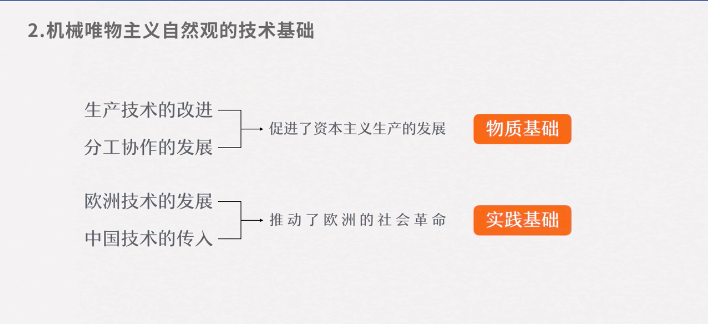 2.机械唯物主义自然观的技术基础
生产技术的改进
分工协作的发展
促进了资本主义生产的发展
物质基础
欧洲技术的发展
中国技术的传入
推动了欧洲的社会革命
实践基础